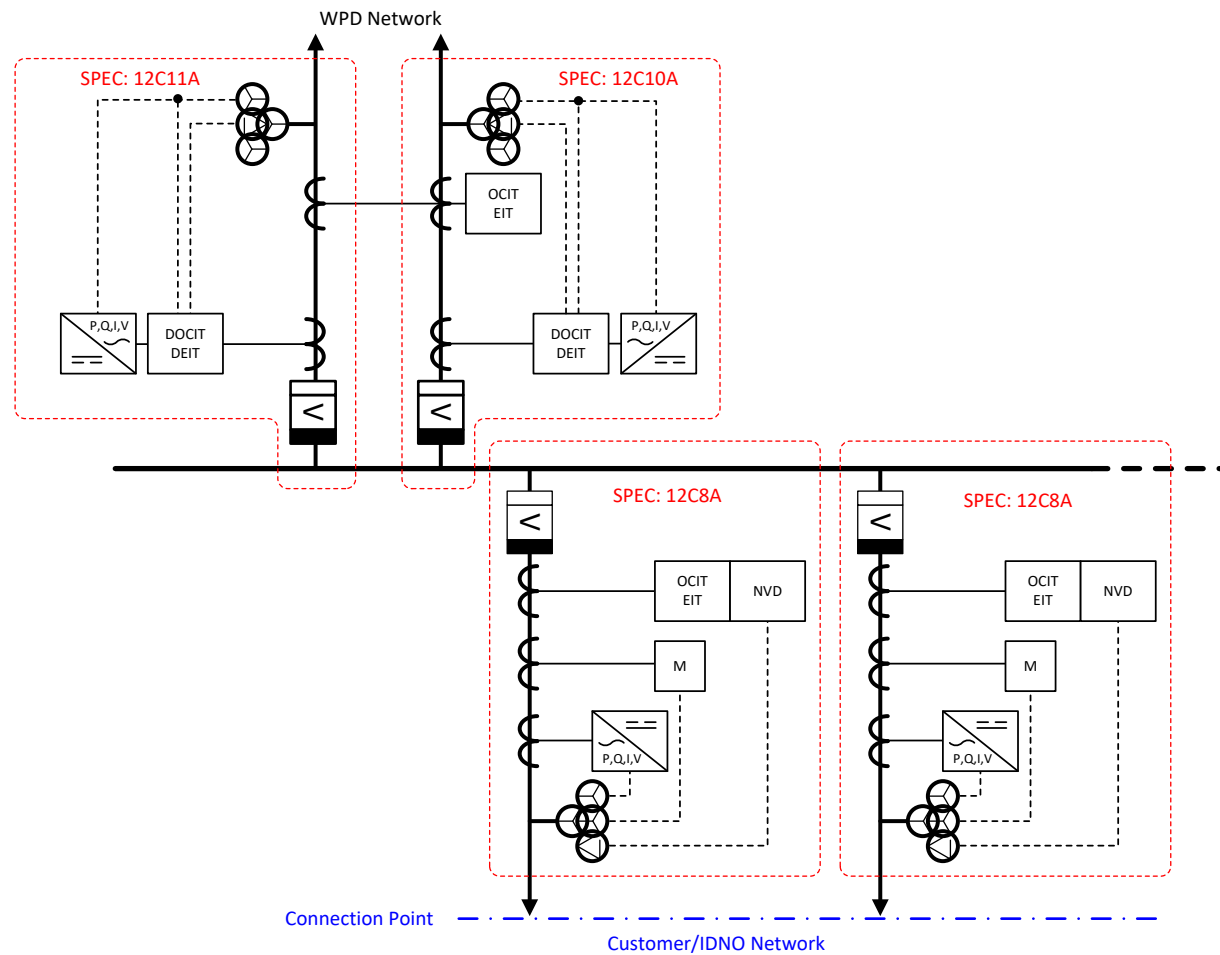 WPD Network
SPEC: 12C11A
SPEC: 12C10A
OCIT
EIT
P,Q,I,V
DOCIT
DEIT
DOCIT
DEIT
P,Q,I,V
SPEC: 12C8A
SPEC: 12C8A
OCIT
EIT
NVD
OCIT
EIT
NVD
M
M
P,Q,I,V
P,Q,I,V
Connection Point
Customer/IDNO Network